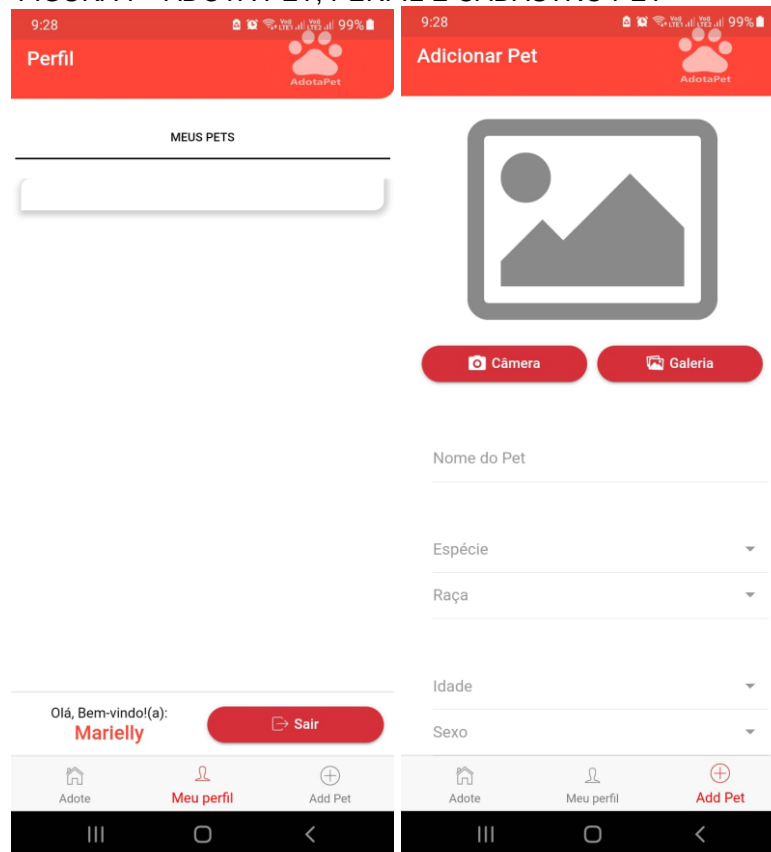 9:28
99%
Perfil
AdotaPet
MEUS PETS
Olá, Bem-vindo!(a):
Marielly
Sair
Adote
Meu perfil
Add Pet
9:28
99%
Adicionar Pet
AdotaPet
Câmera
Galeria
Nome do Pet
Espécie
Raça
Idade
Sexo
Adote
Meu perfil
Add Pet